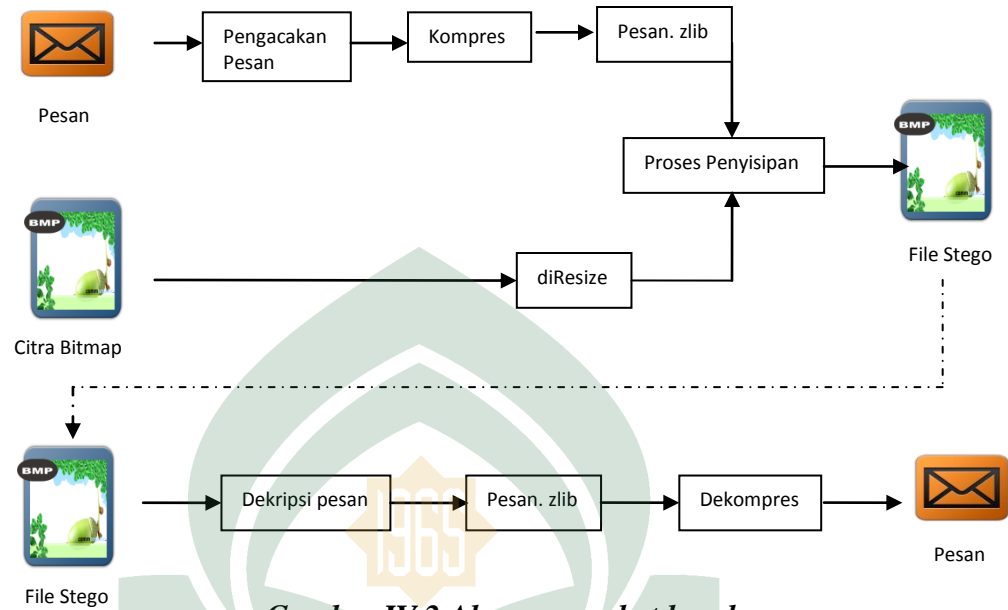 Pengacakan
Pesan
Kompres
Pesan. zlib
Pesan
BMP
Proses Penyisipan
BMP
diResize
File Stego
Citra Bitmap
BMP
Dekripsi pesan
Pesan. zlib
Dekompres
1965
Pesan
File Stego